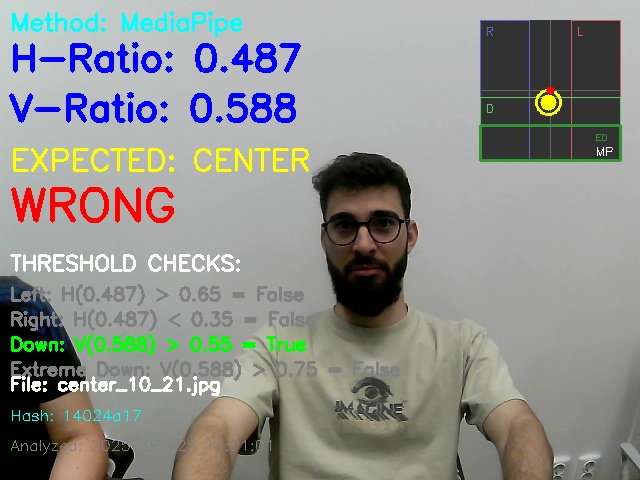 Method: MediaPipe
H-Ratio: 0.487
V-Ratio: 0.588
EXPECTED: CENTER
WRONG
THRESHOLD CHECKS:
Left: H(0.487) > 0.65 = False
Right: H(0.487) < 0.35 = False
Down: V(0.588) > 0.55 = True
Extreme Down: V(0.588) > 0.75 = False
File: center_10_21.jpg
Hash: 14024a17
Analyzed:
R
L
D
ED
MP
IMAGINE